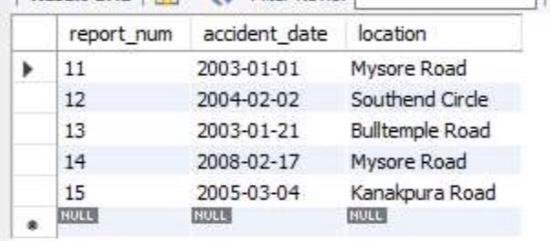 report_num accident_date location
11 2003-01-01 Mysore Road
12 2004-02-02 Southend Circle
13 2003-01-21 Bulltemple Road
14 2008-02-17 Mysore Road
15 2005-03-04 Kanakpura Road
NULL NULL NULL